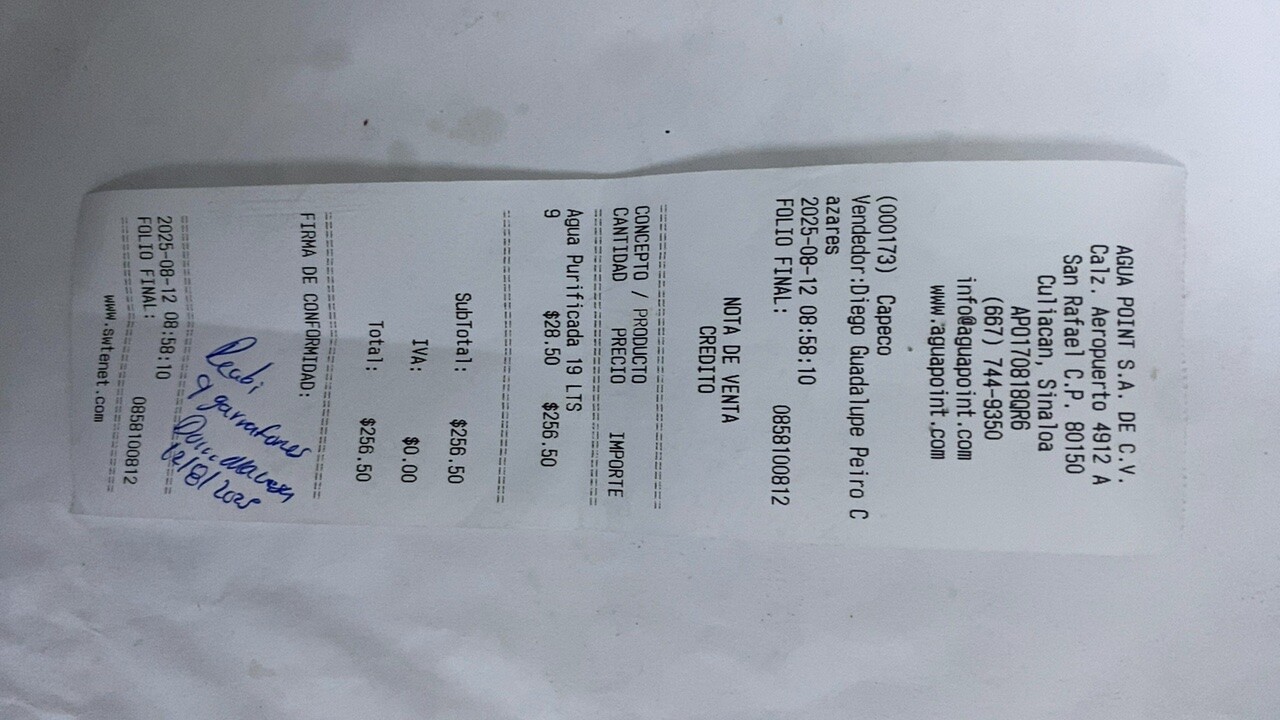 AGUA POINT S.A. DE C.V.
Calz. Aeropuerto 4912 A
San Rafael C.P. 80150
Culiacan, Sinaloa
APO170818QR6
(667) 744-9350
info@aguapoint.com
www.aguapoint.com
(000173) Capeco
Vendedor:Diego Guadalupe Peiro C
azares
2025-08-12 08:58:10
FOLIO FINAL: 0858100812
NOTA DE VENTA
CREDITO
==============================
CONCEPTO / PRODUCTO
CANTIDAD PRECIO IMPORTE
==============================
Agua Purificada 19 LTS
9 $28.50 $256.50
==============================
SubTotal: $256.50
IVA: $0.00
Total: $256.50
==============================
FIRMA DE CONFORMIDAD:
Recibi
9 garrafones
12/8/2025
==============================
2025-08-12 08:58:10
FOLIO FINAL: 0858100812
==============================
www.swtenet.com